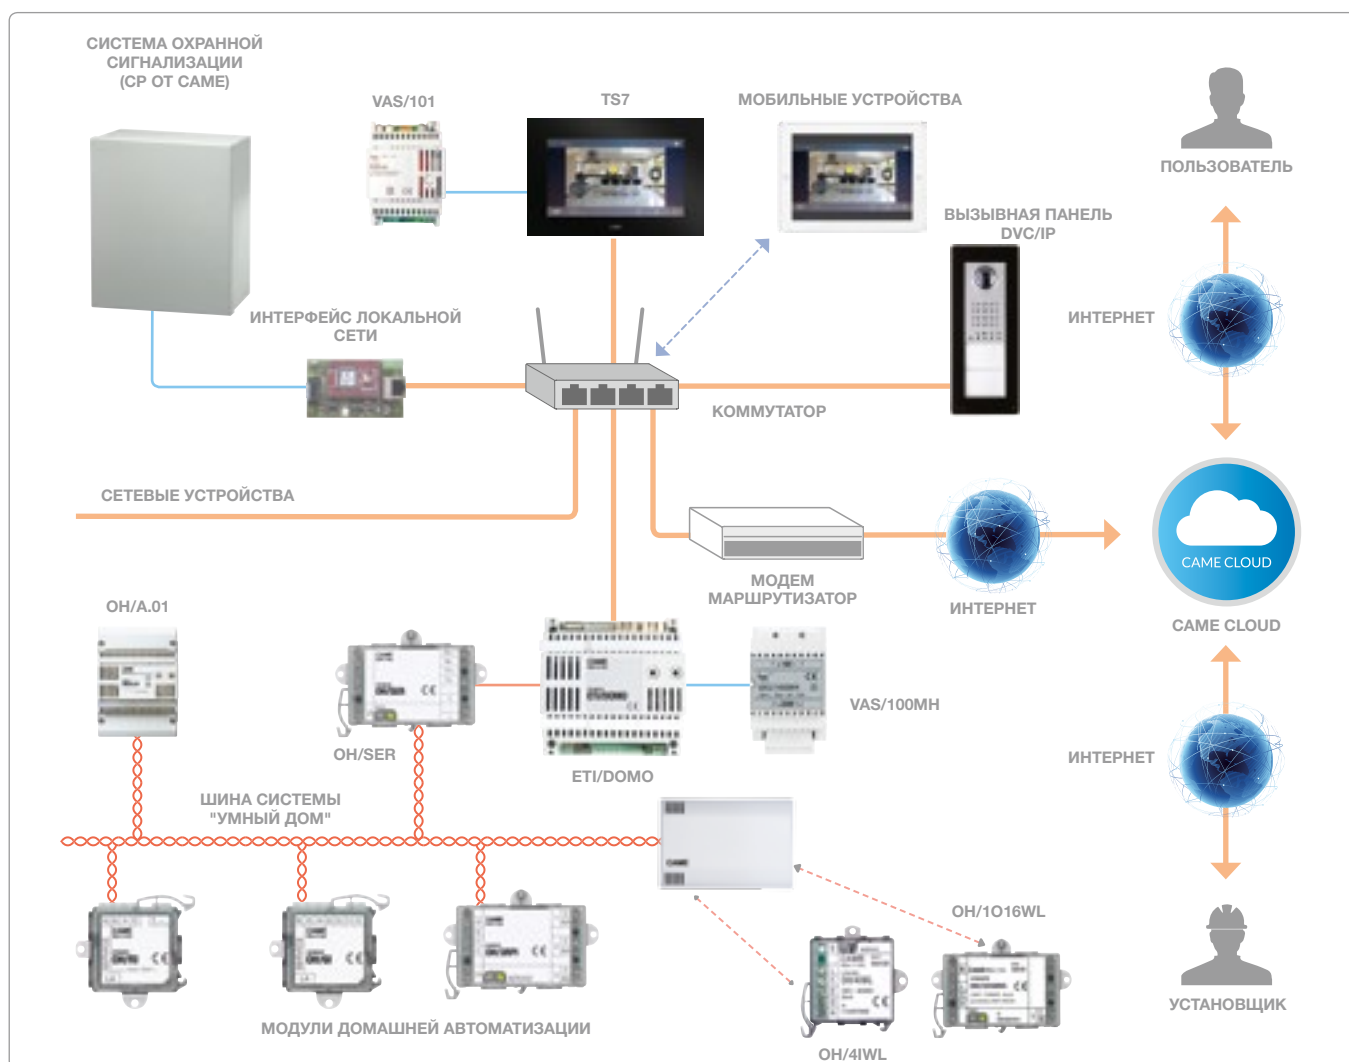 СИСТЕМА ОХРАННОЙ
СИГНАЛИЗАЦИИ
(СР ОТ САМЕ)
VAS/101
TS7
МОБИЛЬНЫЕ УСТРОЙСТВА
ПОЛЬЗОВАТЕЛЬ
ВЫЗЫВНАЯ ПАНЕЛЬ
DVC/IP
ИНТЕРФЕЙС ЛОКАЛЬНОЙ
СЕТИ
ИНТЕРНЕТ
КОММУТАТОР
СЕТЕВЫЕ УСТРОЙСТВА
МОДЕМ
МАРШРУТИЗАТОР
ИНТЕРНЕТ
CAME CLOUD
CAME CLOUD
OH/A.01
OH/SER
ETI/DOMO
VAS/100MH
ИНТЕРНЕТ
ШИНА СИСТЕМЫ
"УМНЫЙ ДОМ"
CAME
OH/1O16WL
МОДУЛИ ДОМАШНЕЙ АВТОМАТИЗАЦИИ
OH/4IWL
УСТАНОВЩИК